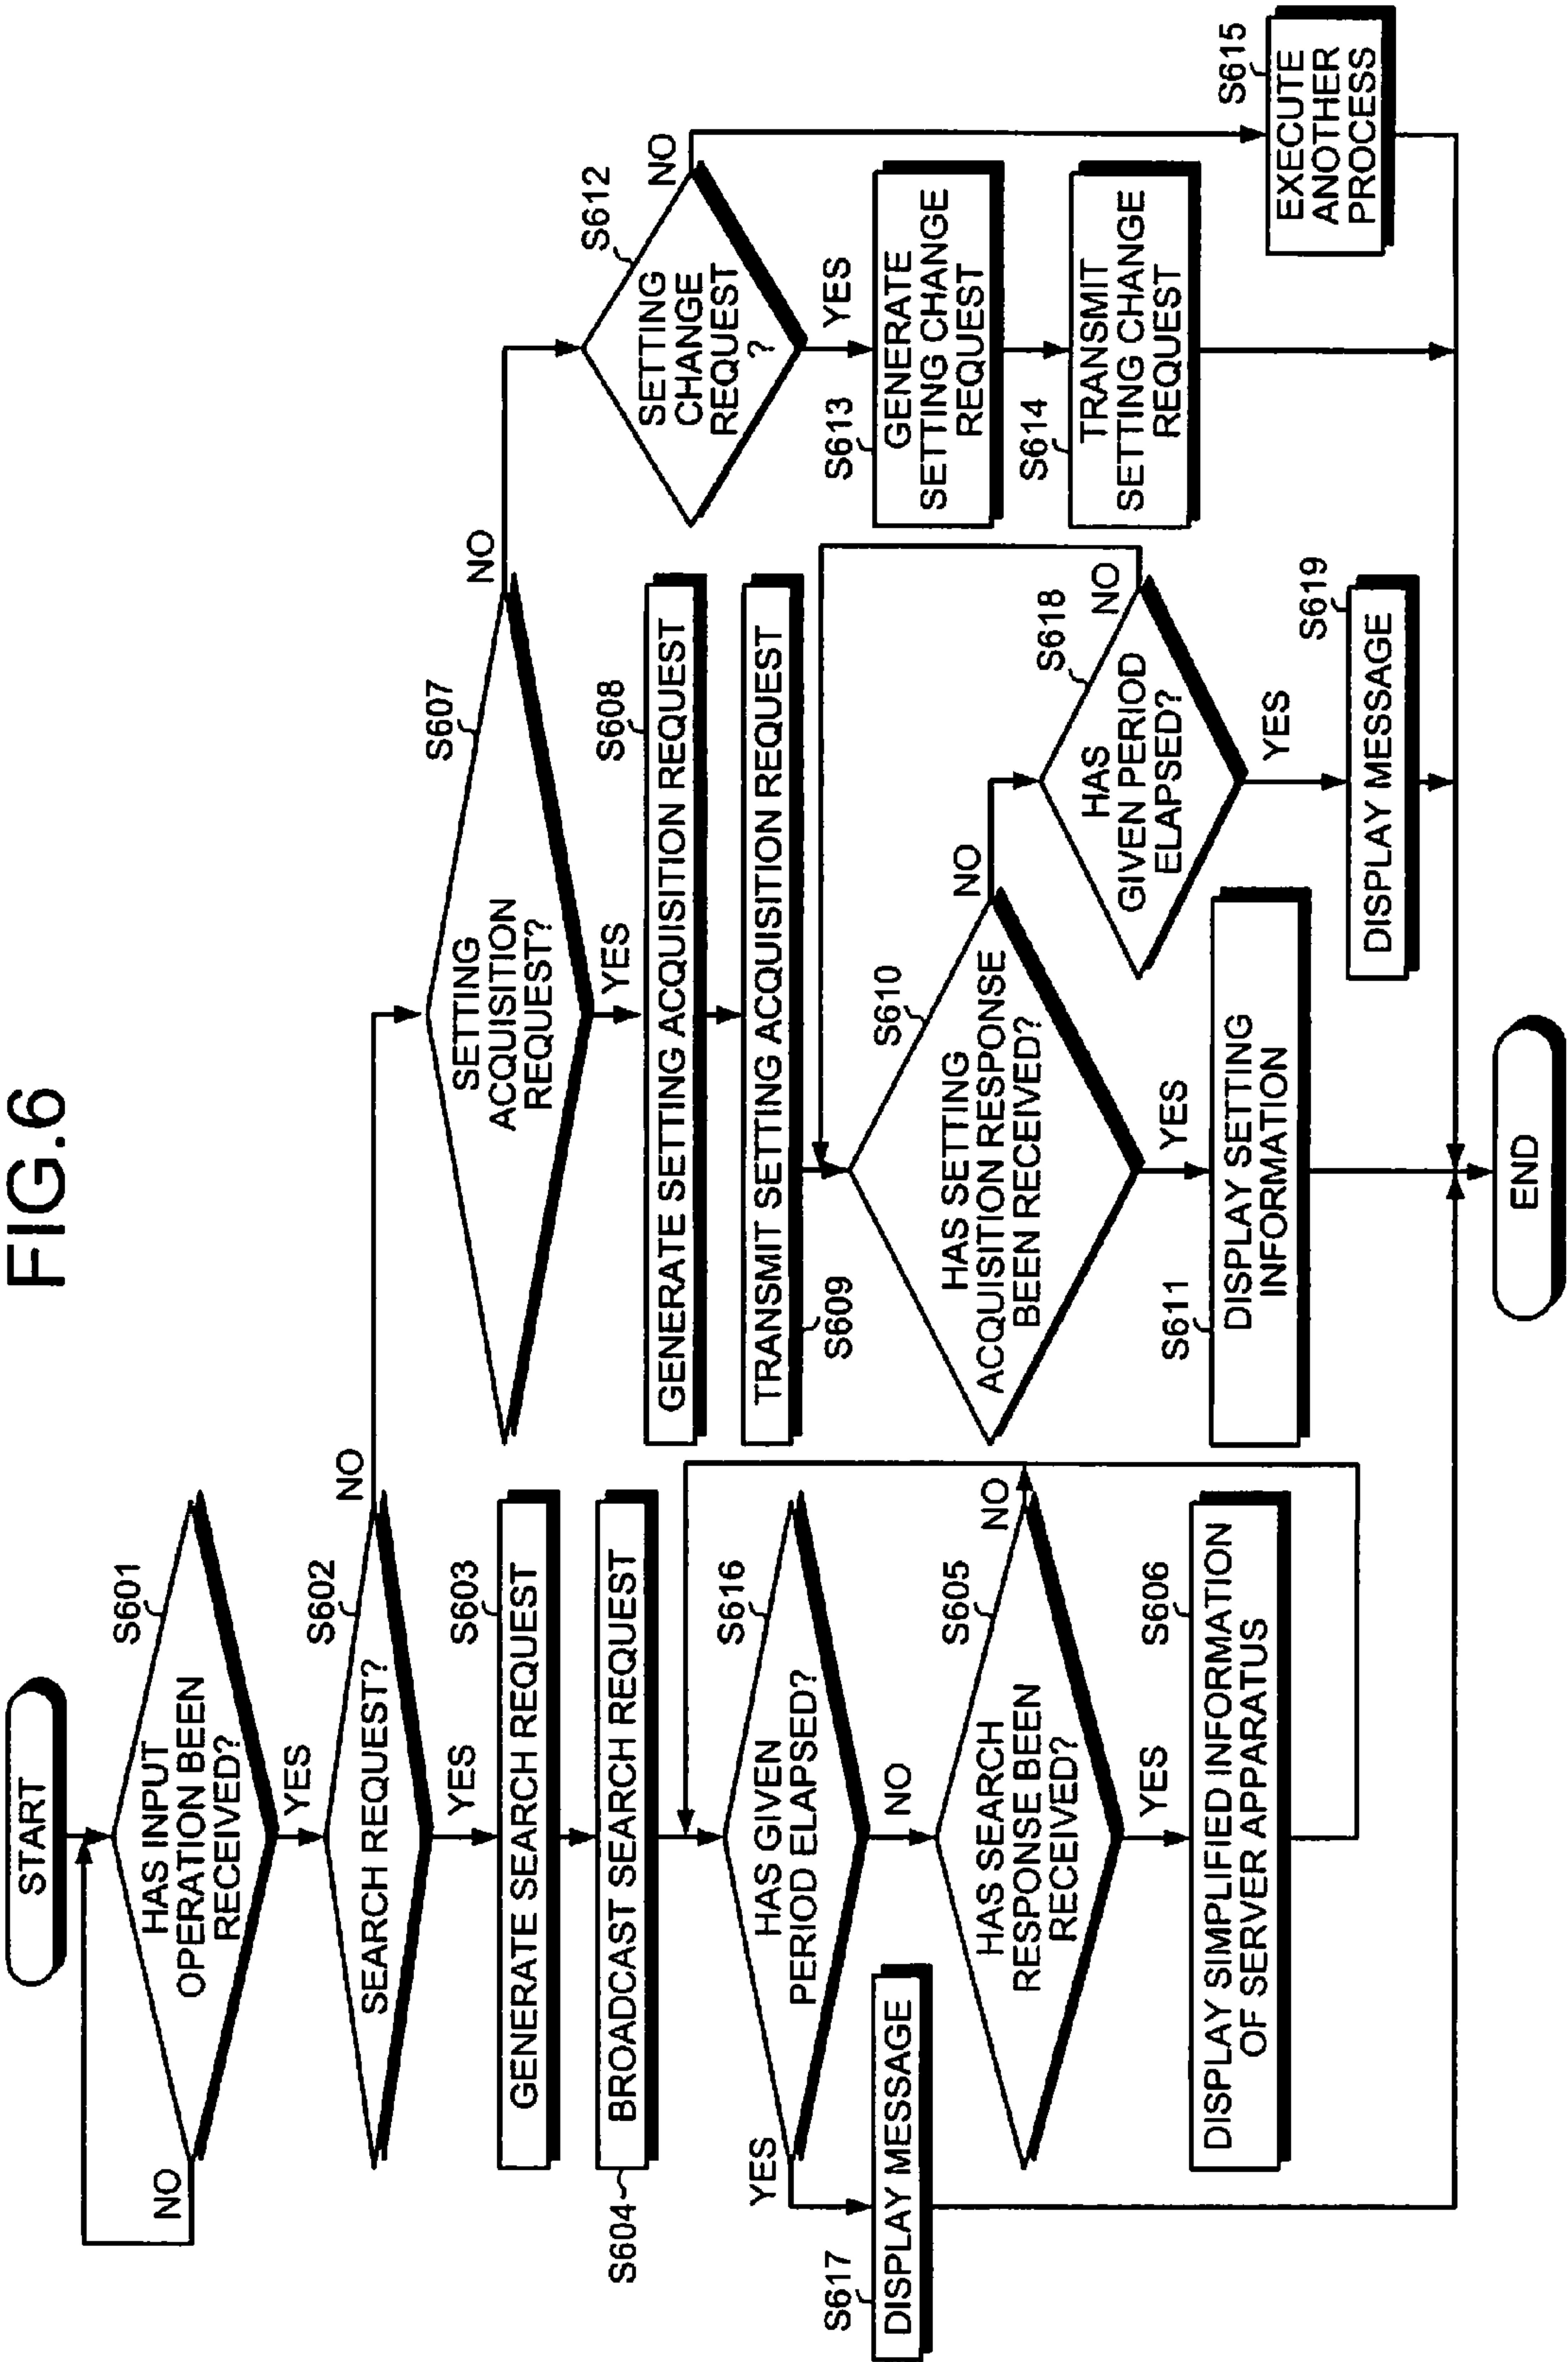 FIG.6
START
S601
HAS INPUT
OPERATION BEEN
RECEIVED?
NO
YES
S602
SEARCH REQUEST?
NO
YES
S603
GENERATE SEARCH REQUEST
BROADCAST SEARCH REQUEST
S604
S616
HAS GIVEN
PERIOD ELAPSED?
YES
NO
S617
DISPLAY MESSAGE
S605
HAS SEARCH
RESPONSE BEEN
RECEIVED?
NO
YES
S606
DISPLAY SIMPLIFIED INFORMATION
OF SERVER APPARATUS
S607
SETTING
ACQUISITION
REQUEST?
NO
YES
S608
GENERATE SETTING ACQUISITION REQUEST
TRANSMIT SETTING ACQUISITION REQUEST
S609
S610
HAS SETTING
ACQUISITION RESPONSE
BEEN RECEIVED?
NO
YES
S611
DISPLAY SETTING
INFORMATION
S618
HAS
GIVEN PERIOD
ELAPSED?
NO
YES
S619
DISPLAY MESSAGE
S612
SETTING
CHANGE
REQUEST
?
NO
YES
S613
GENERATE
SETTING CHANGE
REQUEST
S614
TRANSMIT
SETTING CHANGE
REQUEST
S615
EXECUTE
ANOTHER
PROCESS
END